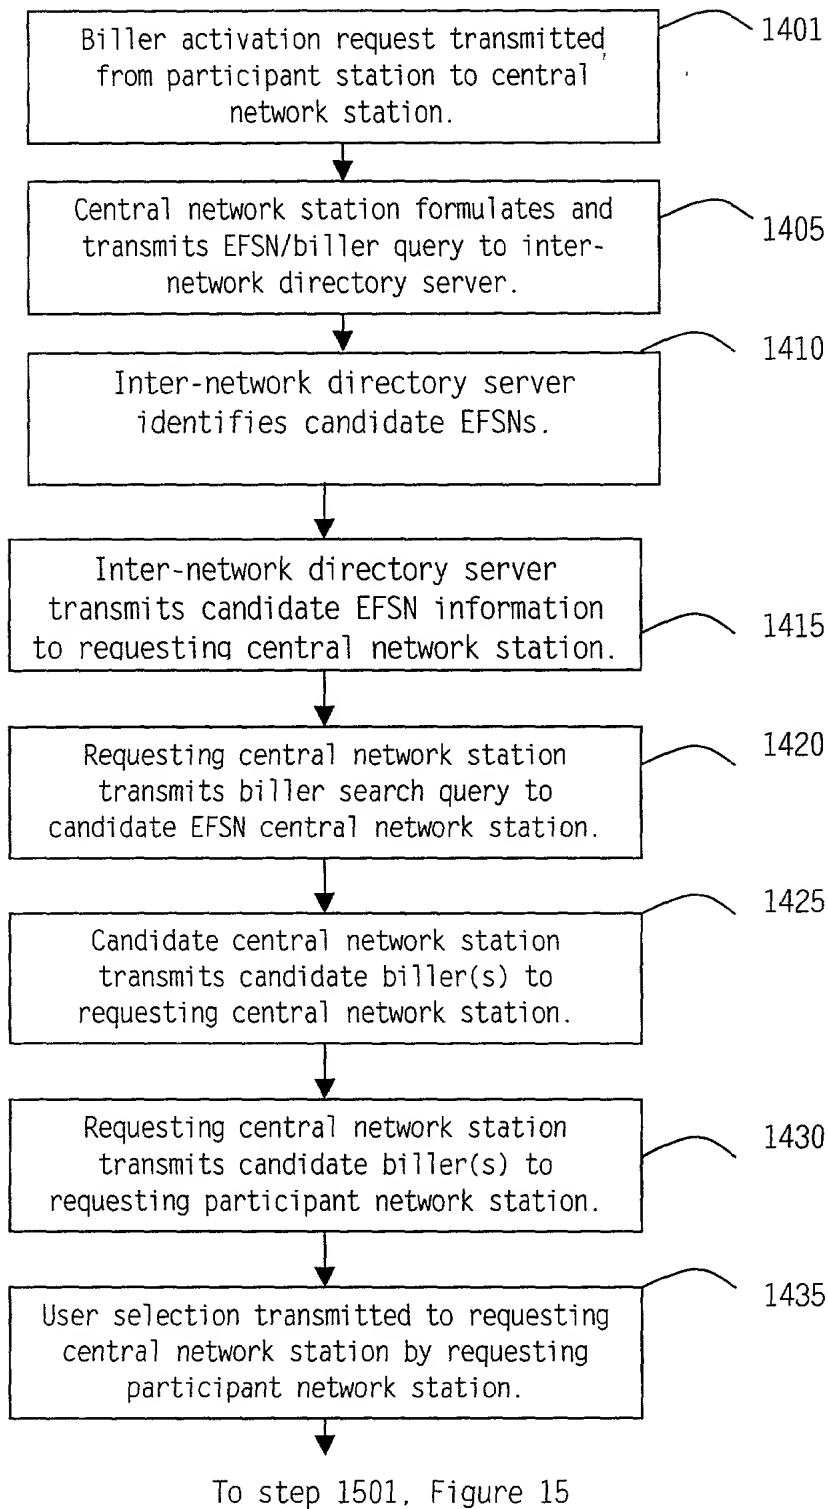 Biller activation request transmitted
from participant station to central
network station.
1401
Central network station formulates and
transmits EFSN/biller query to inter-
network directory server.
1405
Inter-network directory server
identifies candidate EFSNs.
1410
Inter-network directory server
transmits candidate EFSN information
to requesting central network station.
1415
Requesting central network station
transmits biller search query to
candidate EFSN central network station.
1420
Candidate central network station
transmits candidate biller(s) to
requesting central network station.
1425
Requesting central network station
transmits candidate biller(s) to
requesting participant network station.
1430
User selection transmitted to requesting
central network station by requesting
participant network station.
1435
To step 1501, Figure 15